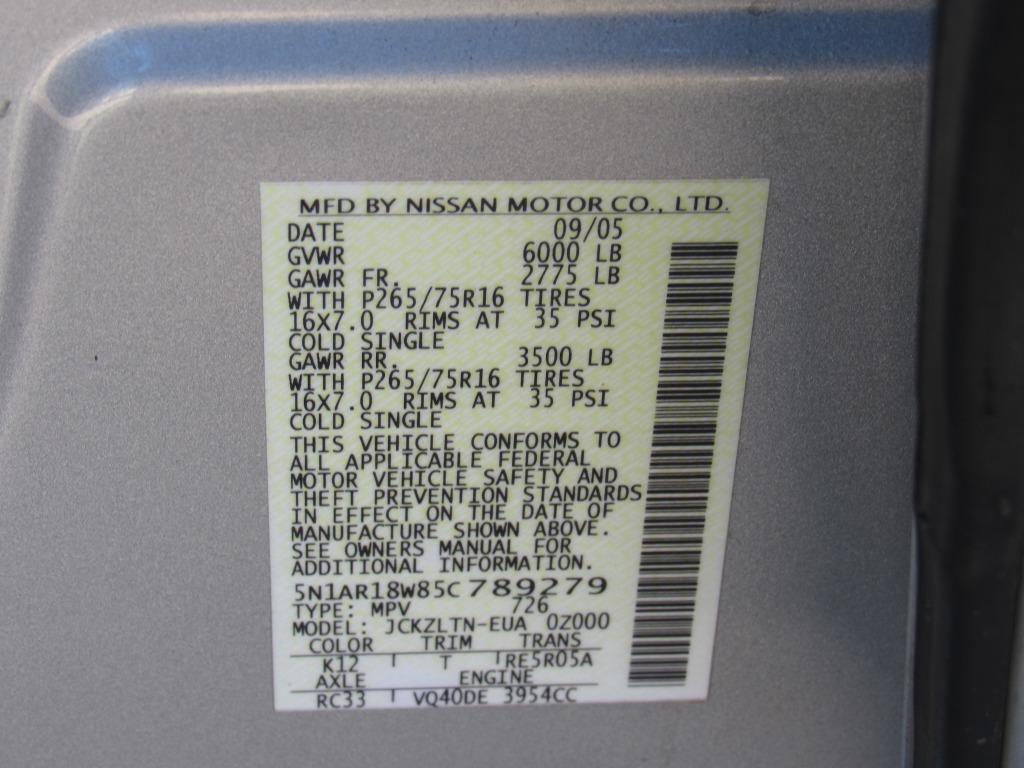 MFD BY NISSAN MOTOR CO., LTD.
DATE 09/05
GVWR 6000 LB
GAWR FR. 2775 LB
WITH P265/75R16 TIRES
16X7.0 RIMS AT 35 PSI
COLD SINGLE
GAWR RR. 3500 LB
WITH P265/75R16 TIRES
16X7.0 RIMS AT 35 PSI
COLD SINGLE
THIS VEHICLE CONFORMS TO
ALL APPLICABLE FEDERAL
MOTOR VEHICLE SAFETY AND
THEFT PREVENTION STANDARDS
IN EFFECT ON THE DATE OF
MANUFACTURE SHOWN ABOVE.
SEE OWNERS MANUAL FOR
ADDITIONAL INFORMATION.
5N1AR18W85C789279
TYPE: MPV 726
MODEL: JCKZLTN-EUA 0Z000
COLOR TRIM TRANS
K12 T RE5R05A
AXLE ENGINE
RC33 VQ40DE 3954CC